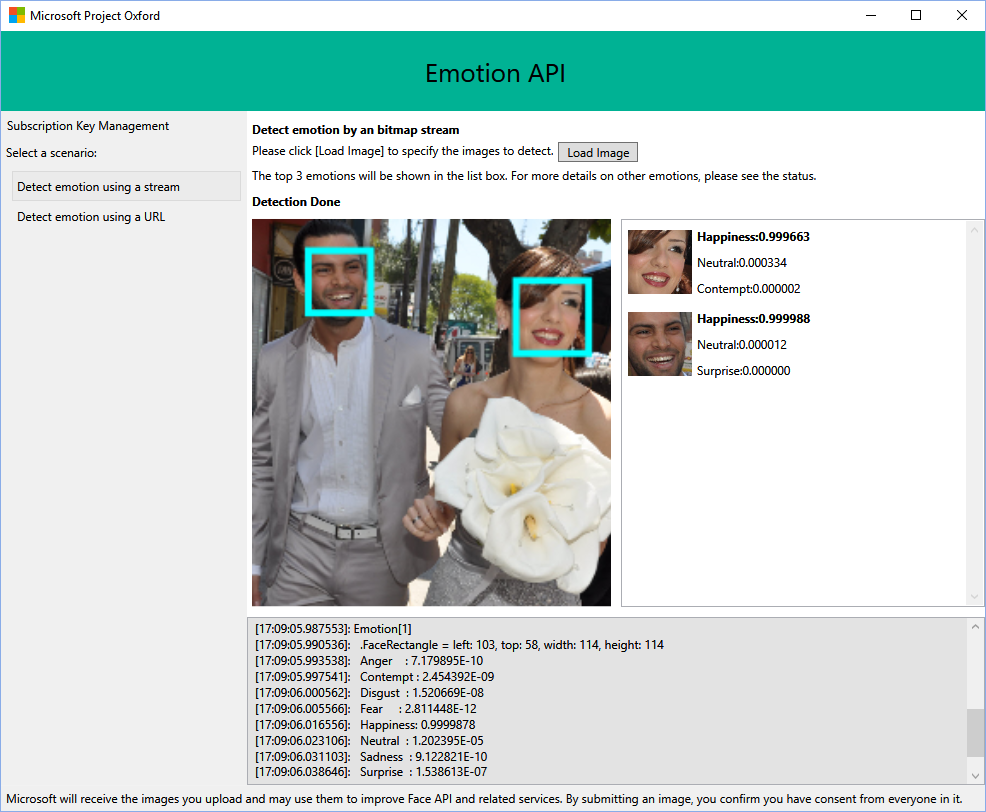 Microsoft Project Oxford
Emotion API
Subscription Key Management
Select a scenario:
Detect emotion using a stream
Detect emotion using a URL
Detect emotion by an bitmap stream
Please click [Load Image] to specify the images to detect. Load Image
The top 3 emotions will be shown in the list box. For more details on other emotions, please see the status.
Detection Done
Happiness:0.999663
Neutral:0.000334
Contempt:0.000002
Happiness:0.999988
Neutral:0.000012
Surprise:0.000000
[17:09:05.987553]: Emotion[1]
[17:09:05.990536]: .FaceRectangle = left: 103, top: 58, width: 114, height: 114
[17:09:05.993538]: Anger : 7.179895E-10
[17:09:05.997541]: Contempt : 2.454392E-09
[17:09:06.000562]: Disgust : 1.520669E-08
[17:09:06.005566]: Fear : 2.811448E-12
[17:09:06.016556]: Happiness: 0.9999878
[17:09:06.023106]: Neutral : 1.202395E-05
[17:09:06.031103]: Sadness : 9.122821E-10
[17:09:06.038646]: Surprise : 1.538613E-07
Microsoft will receive the images you upload and may use them to improve Face API and related services. By submitting an image, you confirm you have consent from everyone in it.